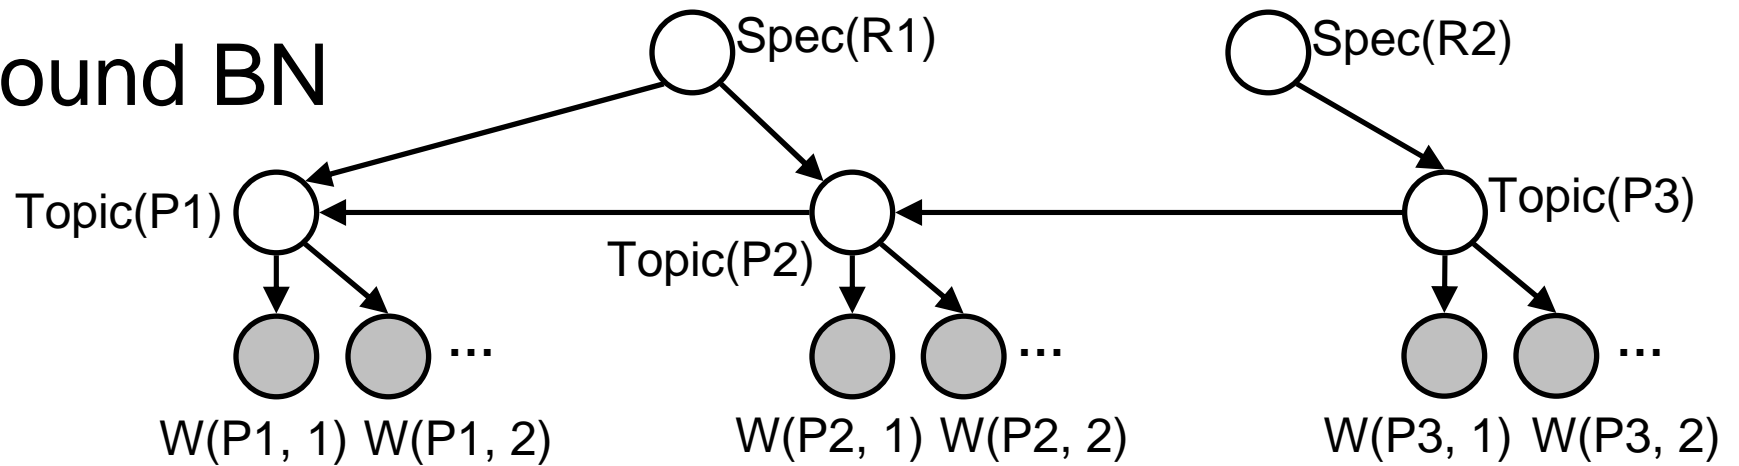 Spec(R1)
Spec(R2)
ound BN
Topic(P1)
Topic(P2)
Topic(P3)
... ... ...
W(P1, 1) W(P1, 2) W(P2, 1) W(P2, 2) W(P3, 1) W(P3, 2)